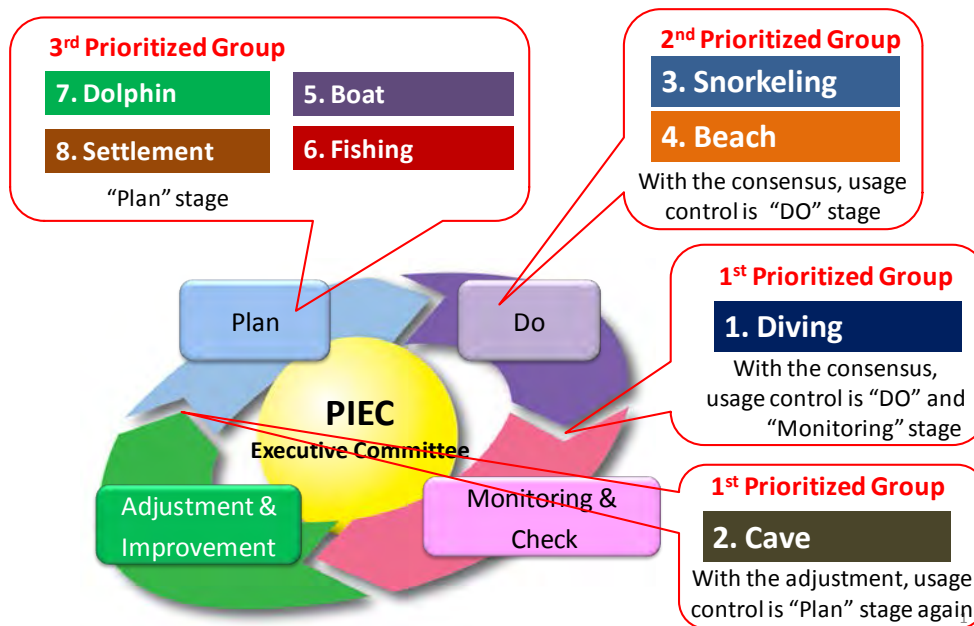 3rd Prioritized Group
7. Dolphin
5. Boat
8. Settlement
6. Fishing
“Plan” stage
2nd Prioritized Group
3. Snorkeling
4. Beach
With the consensus, usage
control is “DO” stage
1st Prioritized Group
1. Diving
With the consensus,
usage control is “DO” and
“Monitoring” stage
Plan
Do
PIEC
Executive Committee
Adjustment &
Improvement
Monitoring &
Check
1st Prioritized Group
2. Cave
With the adjustment, usage
control is “Plan” stage again
1